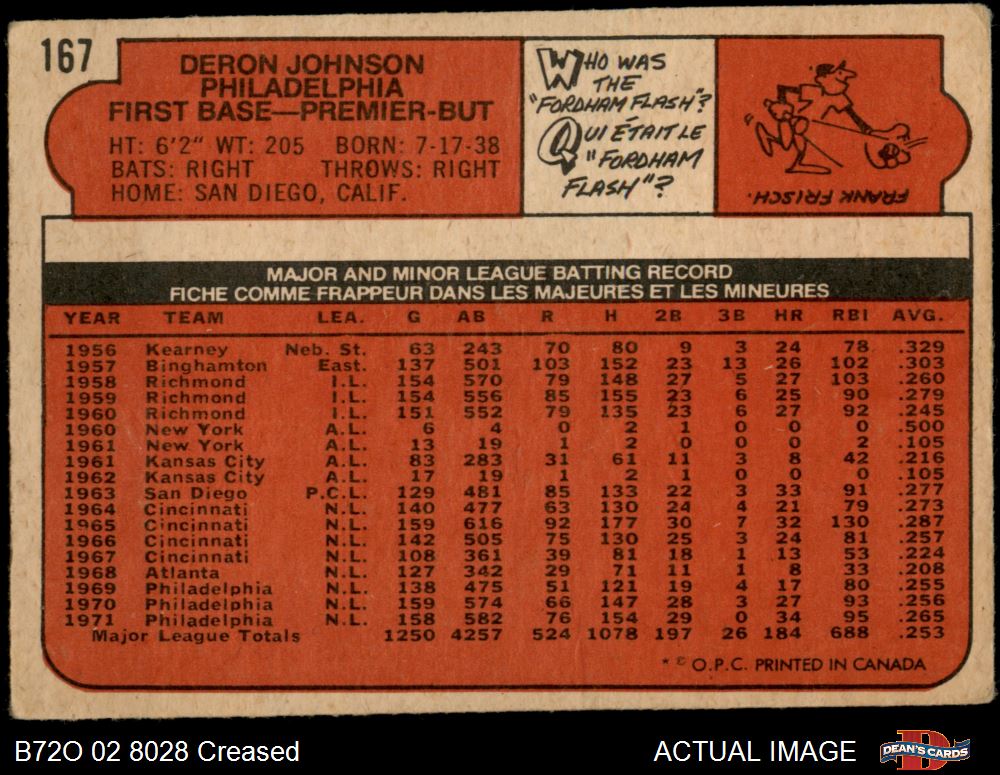 167
DERON JOHNSON
PHILADELPHIA
FIRST BASE—PREMIER-BUT
HT: 6'2" WT: 205 BORN: 7-17-38
BATS: RIGHT THROWS: RIGHT
HOME: SAN DIEGO, CALIF.
WHO WAS
THE
"FORDHAM FLASH"?
QUI ÉTAIT LE
"FORDHAM
FLASH"?
FRANK FRISCH.
MAJOR AND MINOR LEAGUE BATTING RECORD
FICHE COMME FRAPPEUR DANS LES MAJEURES ET LES MINEURES
YEAR TEAM LEA. G AB R H 2B 3B HR RBI AVG.
1956 Kearney Neb. St. 63 243 70 80 9 3 24 78 .329
1957 Binghamton East. 137 501 103 152 23 13 26 102 .303
1958 Richmond I.L. 154 570 79 148 27 5 27 103 .260
1959 Richmond I.L. 154 556 85 155 23 6 25 90 .279
1960 Richmond I.L. 151 552 79 135 23 6 27 92 .245
1960 New York A.L. 6 4 0 2 1 0 0 0 .500
1961 New York A.L. 13 19 1 2 0 0 0 2 .105
1961 Kansas City A.L. 83 283 31 61 11 3 8 42 .216
1962 Kansas City A.L. 17 19 1 2 1 0 0 0 .105
1963 San Diego P.C.L. 129 481 85 133 22 3 33 91 .277
1964 Cincinnati N.L. 140 477 63 130 24 4 21 79 .273
1965 Cincinnati N.L. 159 616 92 177 30 7 32 130 .287
1966 Cincinnati N.L. 142 505 75 130 25 3 24 81 .257
1967 Cincinnati N.L. 108 361 39 81 18 1 13 53 .224
1968 Atlanta N.L. 127 342 29 71 11 1 8 33 .208
1969 Philadelphia N.L. 138 475 51 121 19 4 17 80 .255
1970 Philadelphia N.L. 159 574 66 147 28 3 27 93 .256
1971 Philadelphia N.L. 158 582 76 154 29 0 34 95 .265
Major League Totals 1250 4257 524 1078 197 26 184 688 .253
* © O.P.C. PRINTED IN CANADA
B72O 02 8028 Creased
ACTUAL IMAGE
D
DEAN'S CARDS